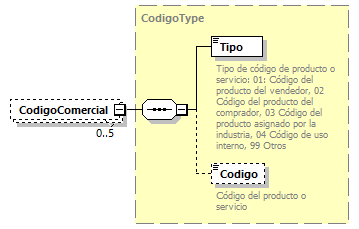 CodigoType
Tipo
Tipo de código de producto o
servicio: 01: Código del
producto del vendedor, 02
Código del producto del
comprador, 03 Código del
producto asignado por la
industria, 04 Código de uso
interno, 99 Otros
CodigoComercial
0..5
Codigo
Código del producto o
servicio